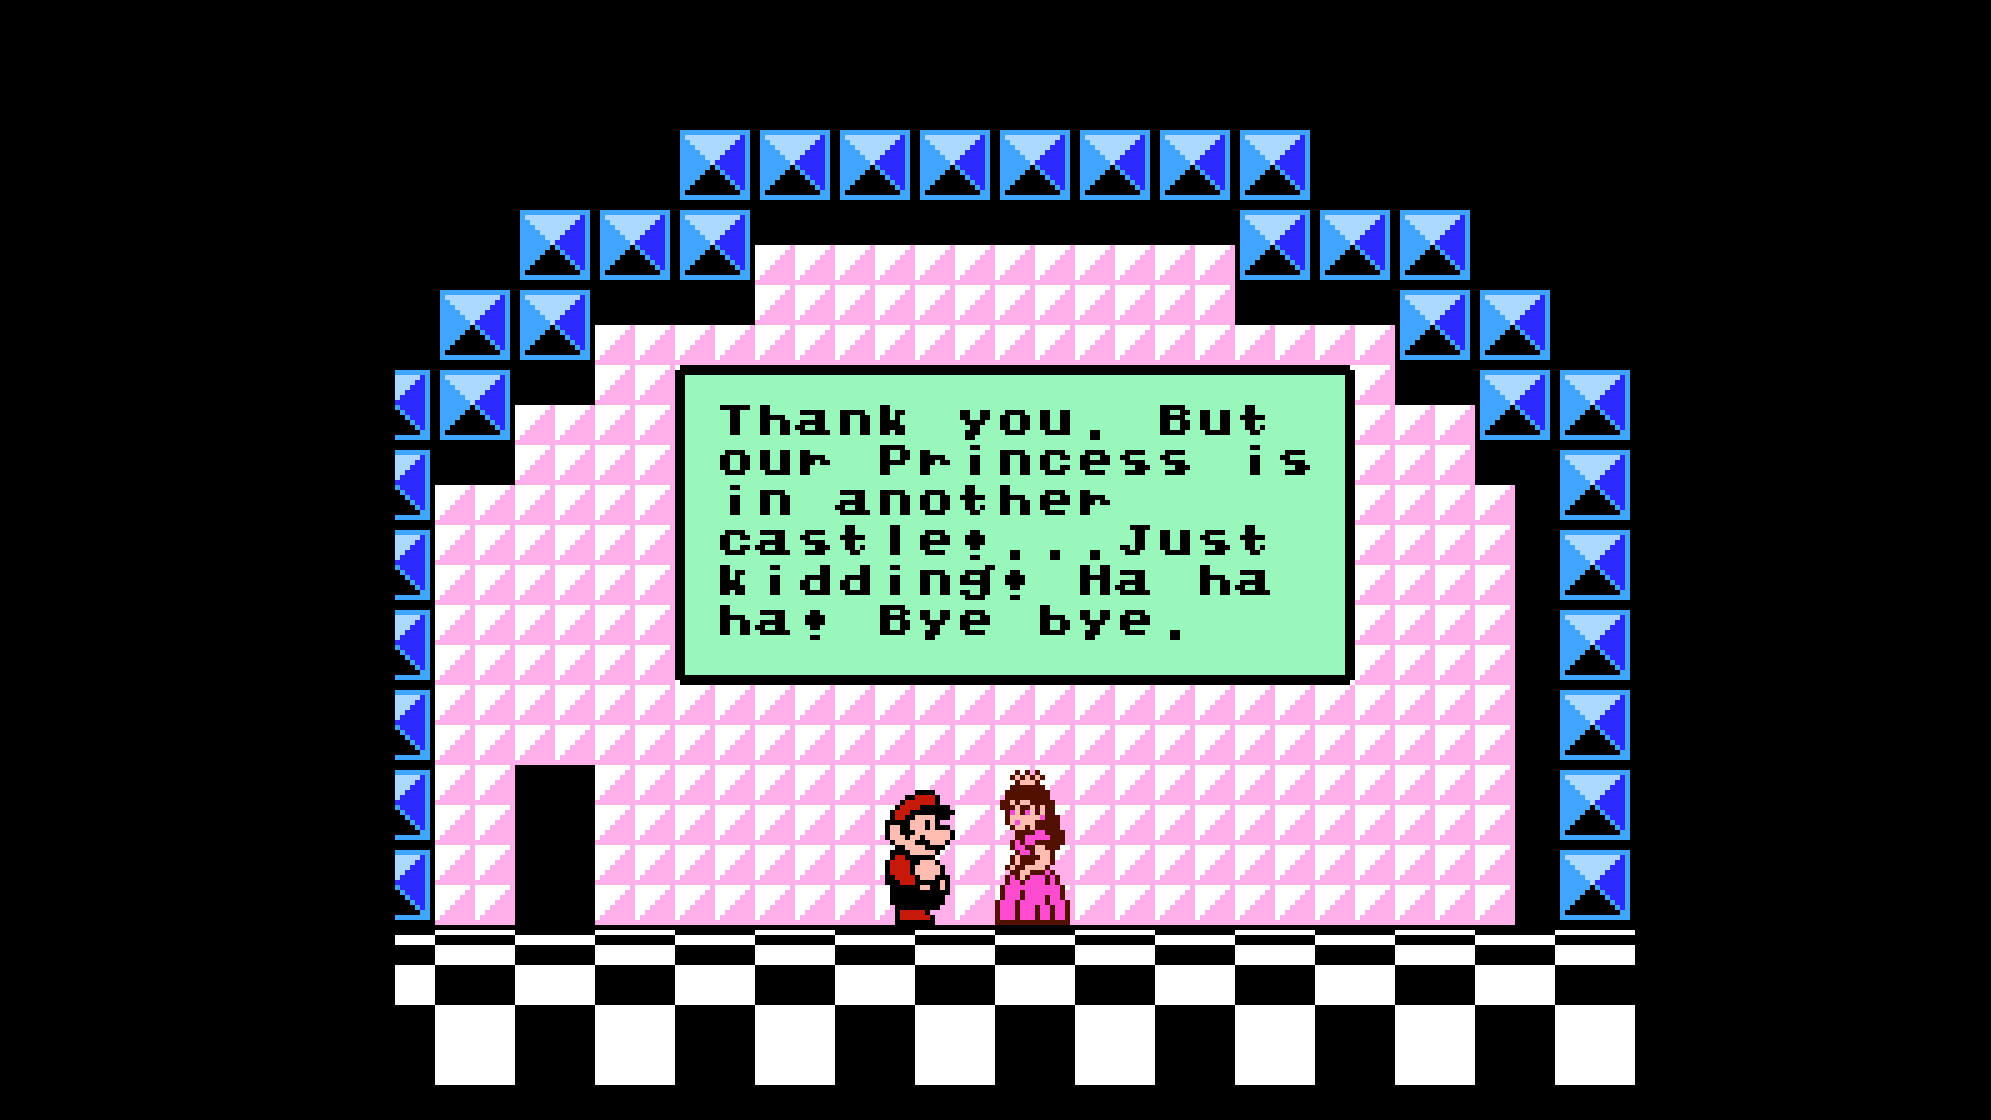 Thank you. But
our Princess is
in another
castle!...Just
kidding! Ha ha
ha! Bye bye.